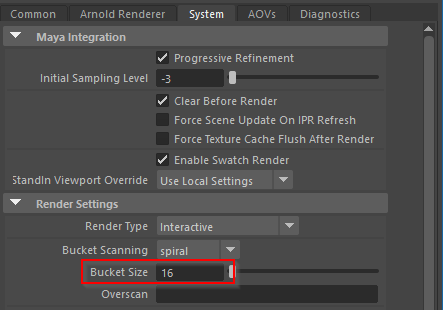 Common Arnold Renderer System AOVs Diagnostics
Maya Integration
Progressive Refinement
Initial Sampling Level -3
Clear Before Render
Force Scene Update On IPR Refresh
Force Texture Cache Flush After Render
Enable Swatch Render
StandIn Viewport Override Use Local Settings
Render Settings
Render Type Interactive
Bucket Scanning spiral
Bucket Size 16
Overscan